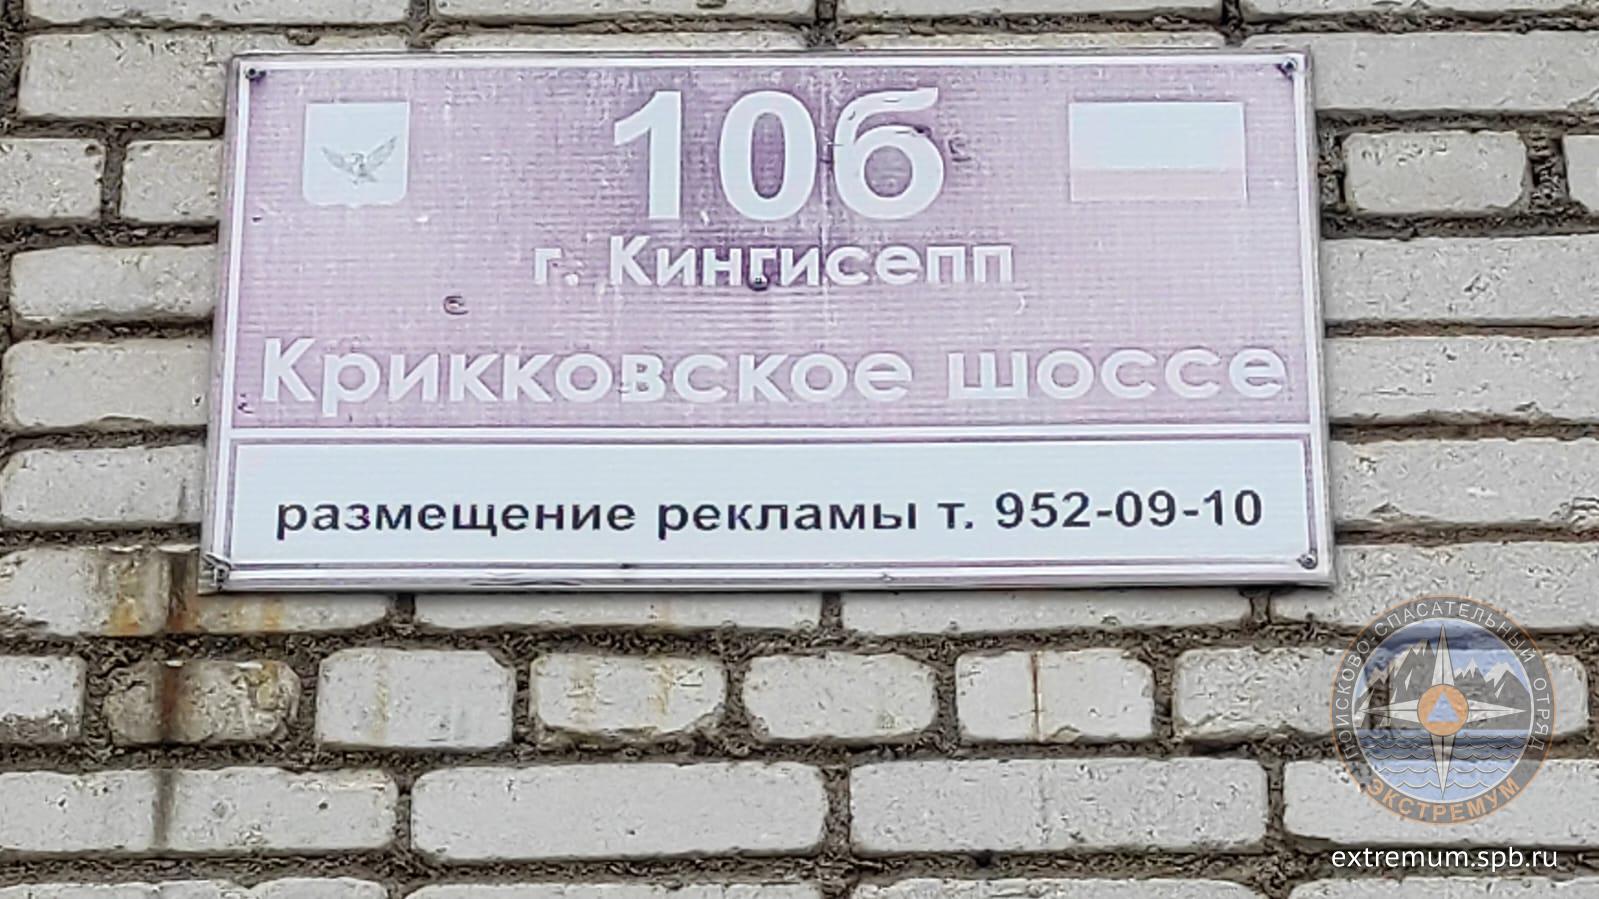 10б
г. Кингисепп
Крикковское шоссе
размещение рекламы т. 952-09-10
ПОИСКОВО-СПАСАТЕЛЬНЫЙ ОТРЯД
ЭКСТРЕМУМ
extremum.spb.ru